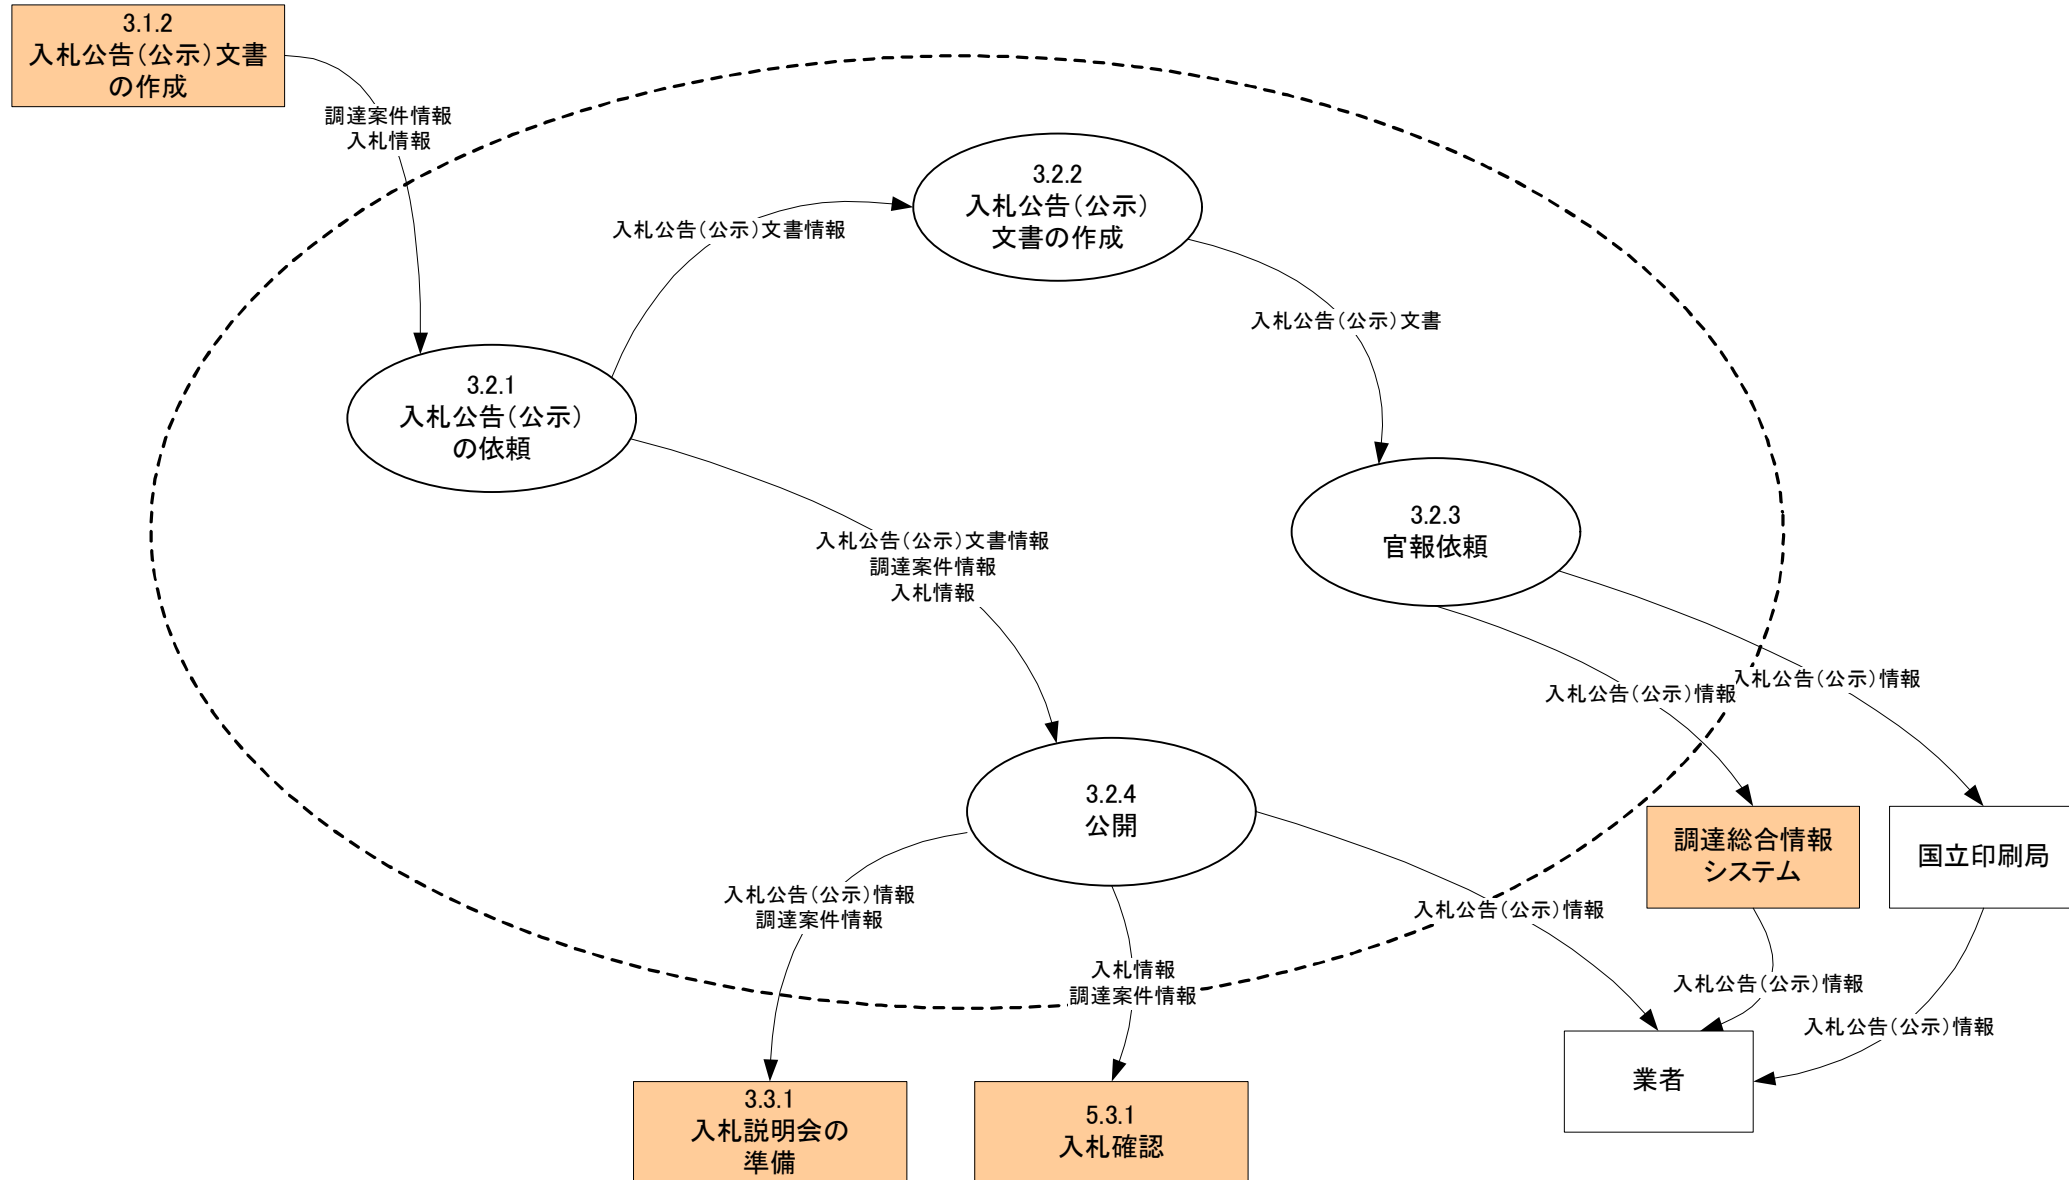 3.1.2
入札公告(公示)文書
の作成
調達案件情報
入札情報
3.2.2
入札公告(公示)
文書の作成
入札公告(公示)文書情報
入札公告(公示)文書
3.2.1
入札公告(公示)
の依頼
3.2.3
官報依頼
入札公告(公示)文書情報
調達案件情報
入札情報
入札公告(公示)情報
入札公告(公示)情報
3.2.4
公開
調達総合情報
システム
国立印刷局
入札公告(公示)情報
調達案件情報
入札公告(公示)情報
入札情報
調達案件情報
入札公告(公示)情報
入札公告(公示)情報
業者
3.3.1
入札説明会の
準備
5.3.1
入札確認